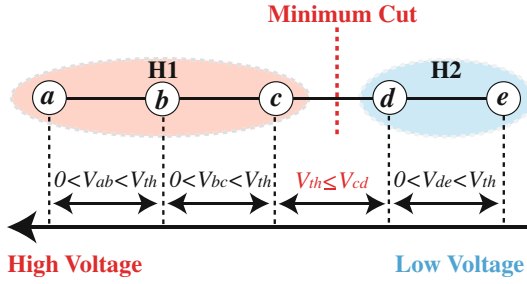 Minimum Cut
H1
H2
a b c d e
0<Vab<Vth 0<Vbc<Vth Vth≤Vcd 0<Vde<Vth
High Voltage Low Voltage